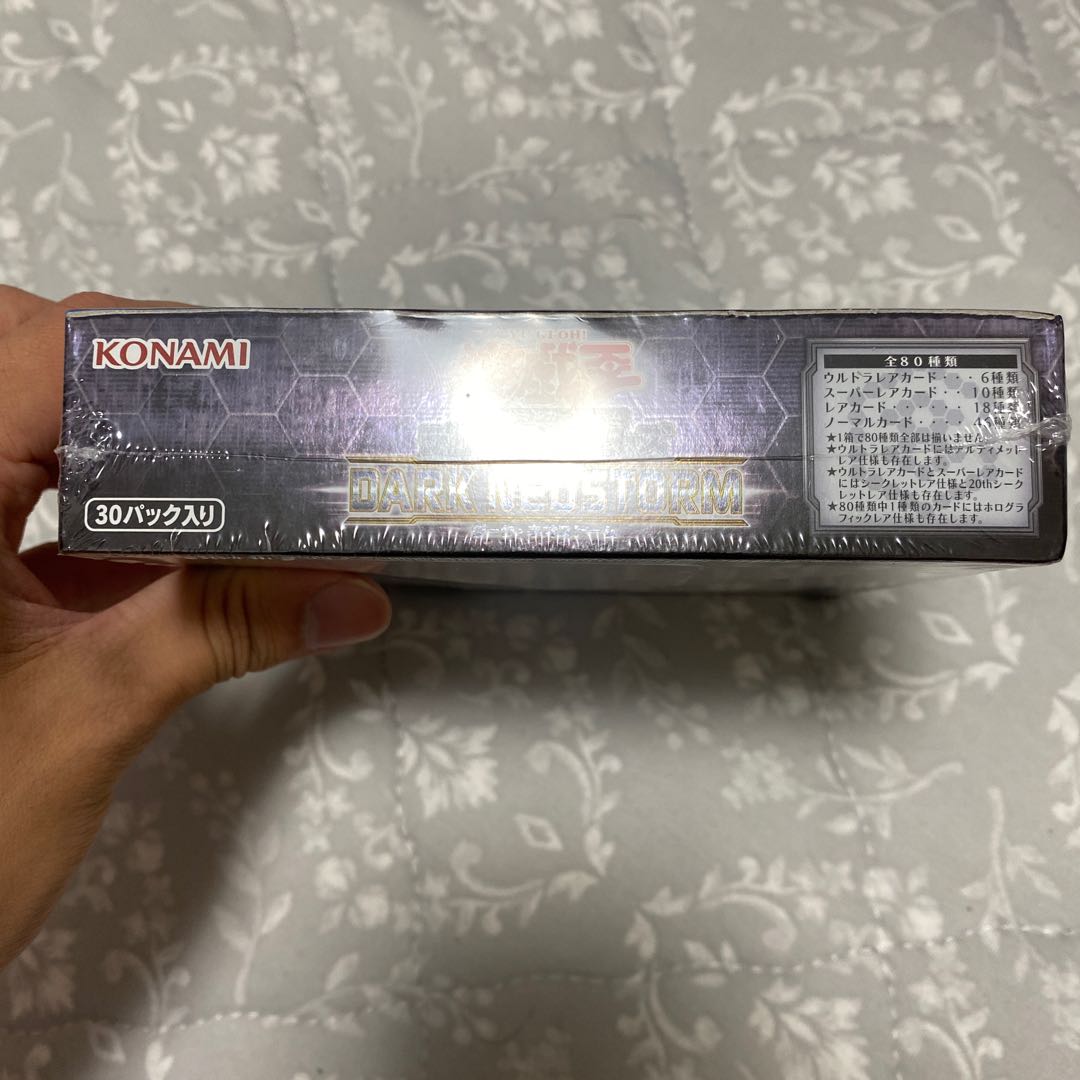 KONAMI
30パック入り
DARK NEOSTORM
全80種類
ウルトラレアカード・・・6種類
スーパーレアカード・・10種類
レアカード・・・・・18種類
ノーマルカード・・・46種類
★1箱で80種類全部は揃いません。
★ウルトラレアカードにはアルティメットレア仕様も存在します。
★ウルトラレアカードとスーパーレアカード
にはシークレットレア仕様と20thシーク
レットレア仕様も存在します。
★80種類中1種類のカードにはホログラ
フィックレア仕様も存在します。